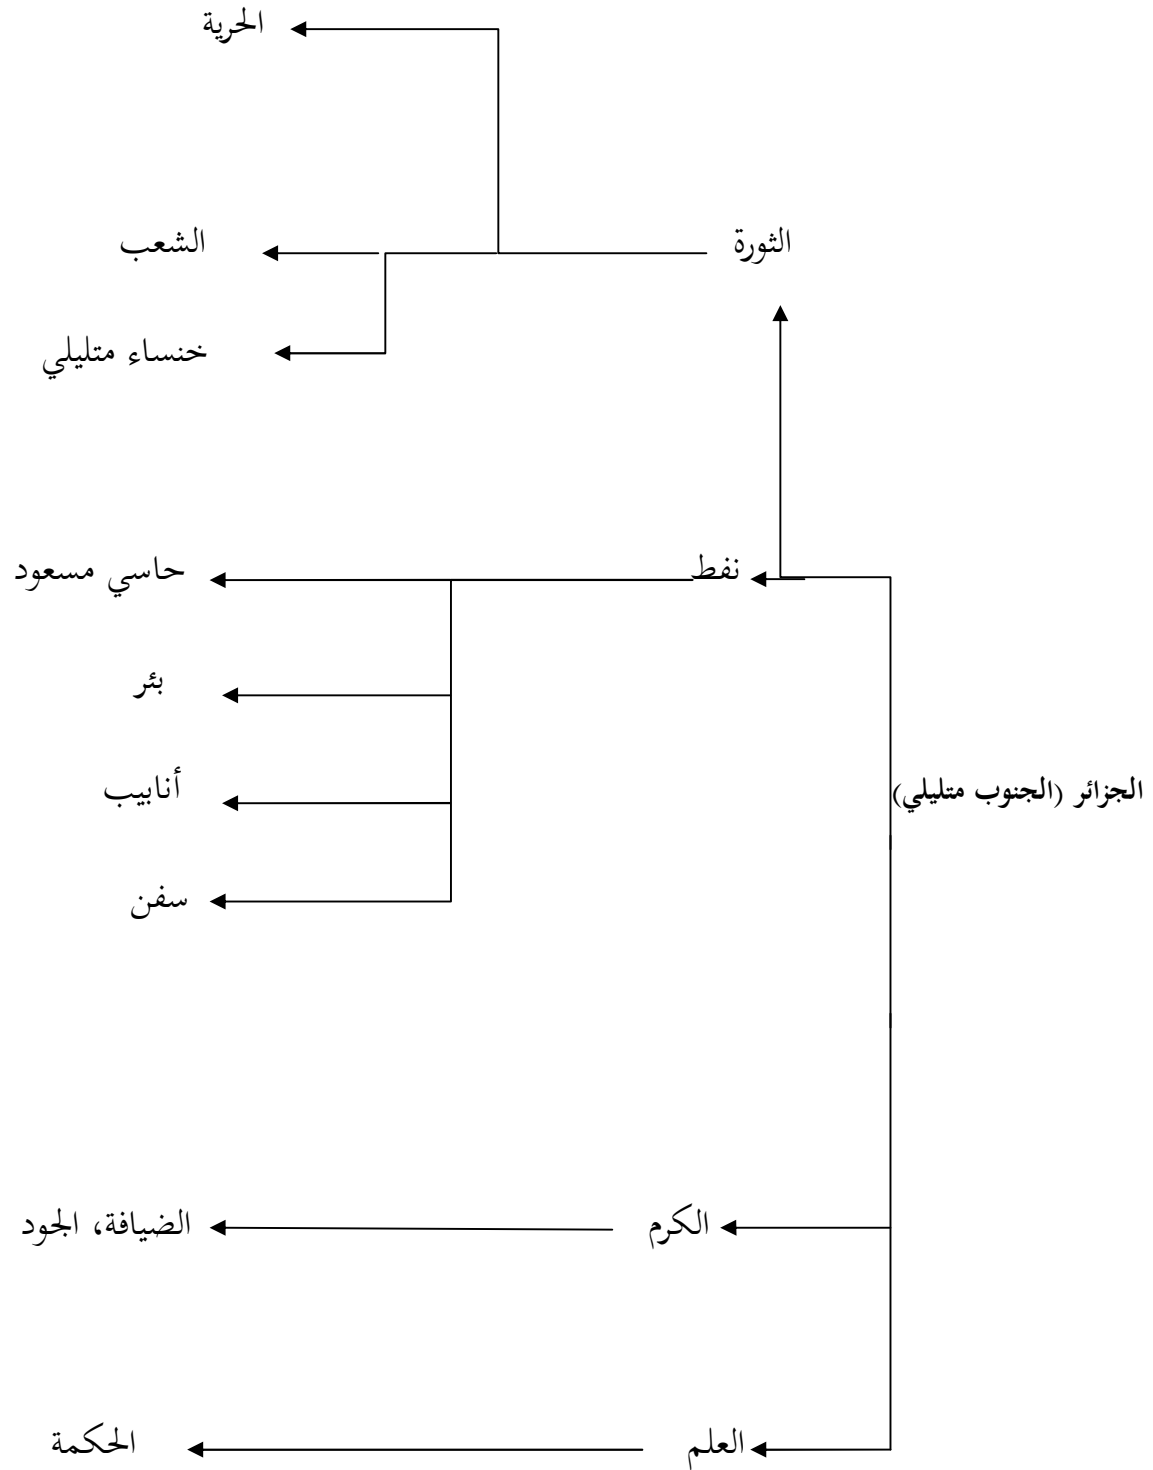 الحرية
الثورة
الشعب
خنساء متليلي
نفط
حاسي مسعود
بئر
أنابيب
الجزائر (الجنوب متليلي)
سفن
الكرم
الضيافة، الجود
العلم
الحكمة